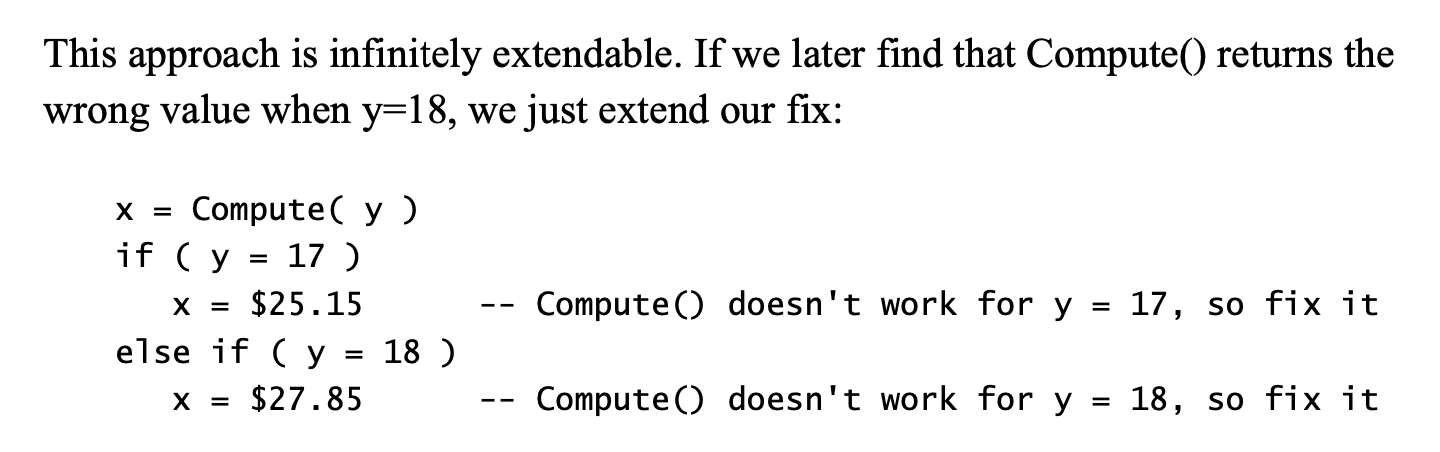 This approach is infinitely extendable. If we later find that Compute() returns the
wrong value when y=18, we just extend our fix:
x = Compute( y )
if ( y = 17 )
x = $25.15 -- Compute() doesn't work for y = 17, so fix it
else if ( y = 18 )
x = $27.85 -- Compute() doesn't work for y = 18, so fix it